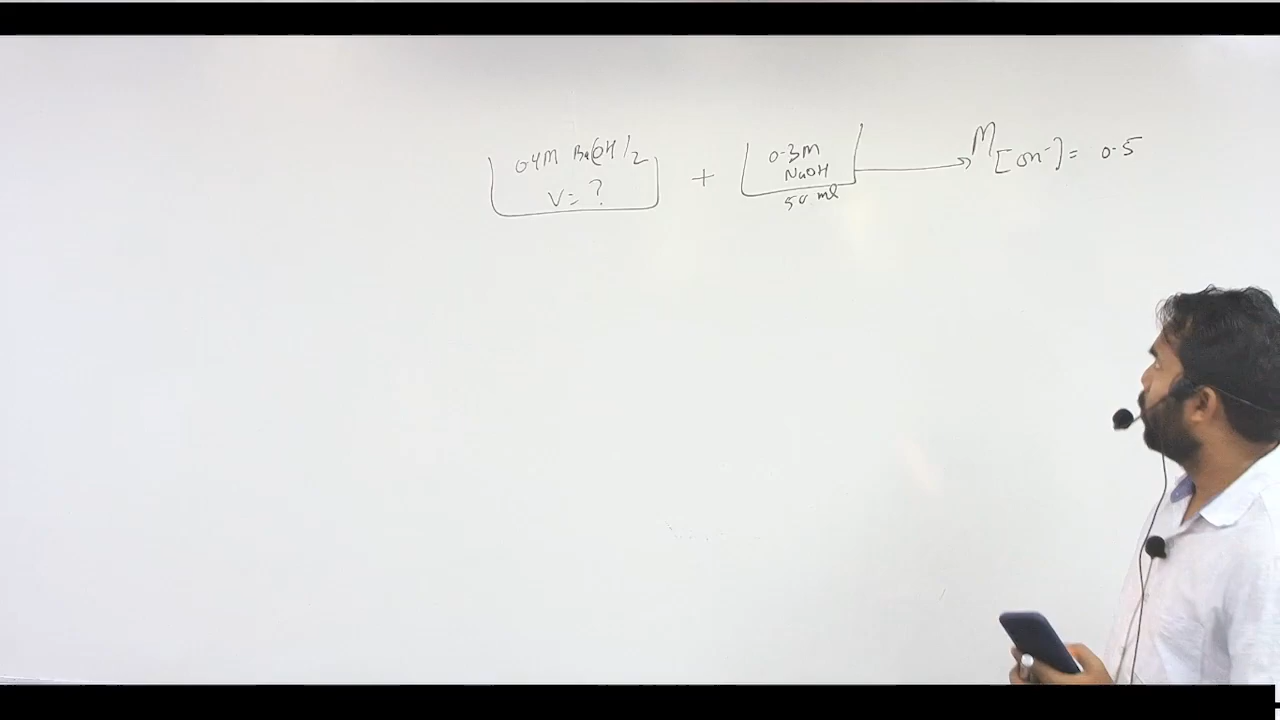 0.4M Ba(OH)2
V = ?
+
0.3M
NaOH
50 ml
M[OH-] = 0.5